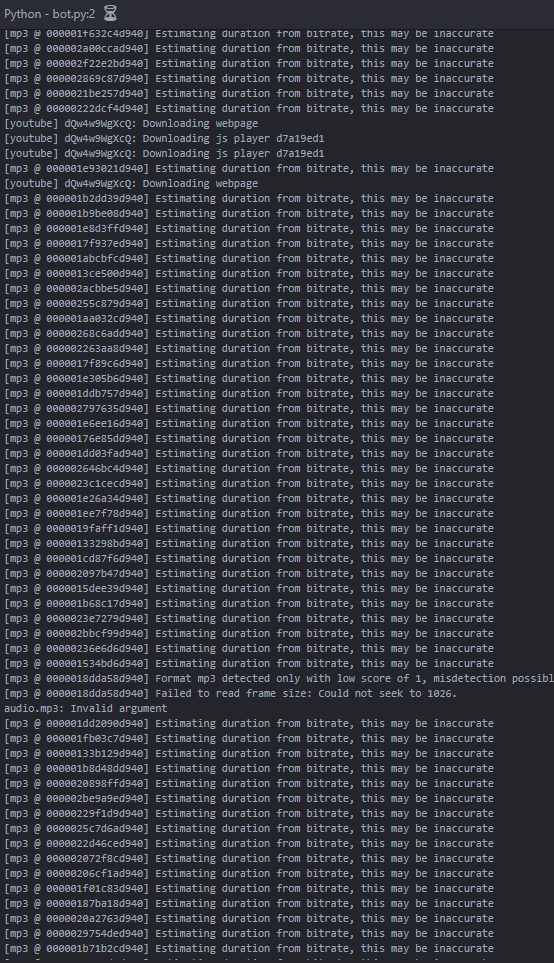 Python - bot.py:2
[mp3 @ 000001f632c4d940] Estimating duration from bitrate, this may be inaccurate
[mp3 @ 000002a00ccad940] Estimating duration from bitrate, this may be inaccurate
[mp3 @ 000002f22e2bd940] Estimating duration from bitrate, this may be inaccurate
[mp3 @ 000002869c87d940] Estimating duration from bitrate, this may be inaccurate
[mp3 @ 0000021be257d940] Estimating duration from bitrate, this may be inaccurate
[mp3 @ 00000222dcf4d940] Estimating duration from bitrate, this may be inaccurate
[youtube] dQw4w9WgXcQ: Downloading webpage
[youtube] dQw4w9WgXcQ: Downloading js player d7a19ed1
[youtube] dQw4w9WgXcQ: Downloading js player d7a19ed1
[mp3 @ 000001e93021d940] Estimating duration from bitrate, this may be inaccurate
[youtube] dQw4w9WgXcQ: Downloading webpage
[mp3 @ 000001b2dd39d940] Estimating duration from bitrate, this may be inaccurate
[mp3 @ 000001b9be08d940] Estimating duration from bitrate, this may be inaccurate
[mp3 @ 000001e8d3ffd940] Estimating duration from bitrate, this may be inaccurate
[mp3 @ 0000017f937ed940] Estimating duration from bitrate, this may be inaccurate
[mp3 @ 000001abcbfcd940] Estimating duration from bitrate, this may be inaccurate
[mp3 @ 0000013ce500d940] Estimating duration from bitrate, this may be inaccurate
[mp3 @ 000002acbbe5d940] Estimating duration from bitrate, this may be inaccurate
[mp3 @ 00000255c879d940] Estimating duration from bitrate, this may be inaccurate
[mp3 @ 000001aa032cd940] Estimating duration from bitrate, this may be inaccurate
[mp3 @ 00000268c6add940] Estimating duration from bitrate, this may be inaccurate
[mp3 @ 000002263aa8d940] Estimating duration from bitrate, this may be inaccurate
[mp3 @ 0000017f89c6d940] Estimating duration from bitrate, this may be inaccurate
[mp3 @ 000001e305b6d940] Estimating duration from bitrate, this may be inaccurate
[mp3 @ 000001ddb757d940] Estimating duration from bitrate, this may be inaccurate
[mp3 @ 000002797635d940] Estimating duration from bitrate, this may be inaccurate
[mp3 @ 000001e6ee16d940] Estimating duration from bitrate, this may be inaccurate
[mp3 @ 00000176e85dd940] Estimating duration from bitrate, this may be inaccurate
[mp3 @ 000001dd03fad940] Estimating duration from bitrate, this may be inaccurate
[mp3 @ 000002646bc4d940] Estimating duration from bitrate, this may be inaccurate
[mp3 @ 0000023c1cecd940] Estimating duration from bitrate, this may be inaccurate
[mp3 @ 000001e26a34d940] Estimating duration from bitrate, this may be inaccurate
[mp3 @ 000001ee7f78d940] Estimating duration from bitrate, this may be inaccurate
[mp3 @ 0000019faff1d940] Estimating duration from bitrate, this may be inaccurate
[mp3 @ 00000133298bd940] Estimating duration from bitrate, this may be inaccurate
[mp3 @ 000001cd87f6d940] Estimating duration from bitrate, this may be inaccurate
[mp3 @ 000002097b47d940] Estimating duration from bitrate, this may be inaccurate
[mp3 @ 0000015dee39d940] Estimating duration from bitrate, this may be inaccurate
[mp3 @ 000001b68c17d940] Estimating duration from bitrate, this may be inaccurate
[mp3 @ 0000023e7279d940] Estimating duration from bitrate, this may be inaccurate
[mp3 @ 000002bbcf99d940] Estimating duration from bitrate, this may be inaccurate
[mp3 @ 00000236e6d6d940] Estimating duration from bitrate, this may be inaccurate
[mp3 @ 000001534bd6d940] Estimating duration from bitrate, this may be inaccurate
[mp3 @ 0000018dda58d940] Format mp3 detected only with low score of 1, misdetection possibl
[mp3 @ 0000018dda58d940] Failed to read frame size: Could not seek to 1026.
audio.mp3: Invalid argument
[mp3 @ 000001dd2090d940] Estimating duration from bitrate, this may be inaccurate
[mp3 @ 000001fb03c7d940] Estimating duration from bitrate, this may be inaccurate
[mp3 @ 00000133b129d940] Estimating duration from bitrate, this may be inaccurate
[mp3 @ 000001b8d48dd940] Estimating duration from bitrate, this may be inaccurate
[mp3 @ 0000020898ffd940] Estimating duration from bitrate, this may be inaccurate
[mp3 @ 000002be9a9ed940] Estimating duration from bitrate, this may be inaccurate
[mp3 @ 00000229f1d9d940] Estimating duration from bitrate, this may be inaccurate
[mp3 @ 0000025c7d6ad940] Estimating duration from bitrate, this may be inaccurate
[mp3 @ 0000022d46ced940] Estimating duration from bitrate, this may be inaccurate
[mp3 @ 000002072f8cd940] Estimating duration from bitrate, this may be inaccurate
[mp3 @ 00000206cf1ad940] Estimating duration from bitrate, this may be inaccurate
[mp3 @ 000001f01c83d940] Estimating duration from bitrate, this may be inaccurate
[mp3 @ 00000187ba18d940] Estimating duration from bitrate, this may be inaccurate
[mp3 @ 0000020a2763d940] Estimating duration from bitrate, this may be inaccurate
[mp3 @ 0000029754ded940] Estimating duration from bitrate, this may be inaccurate
[mp3 @ 000001b71b2cd940] Estimating duration from bitrate, this may be inaccurate